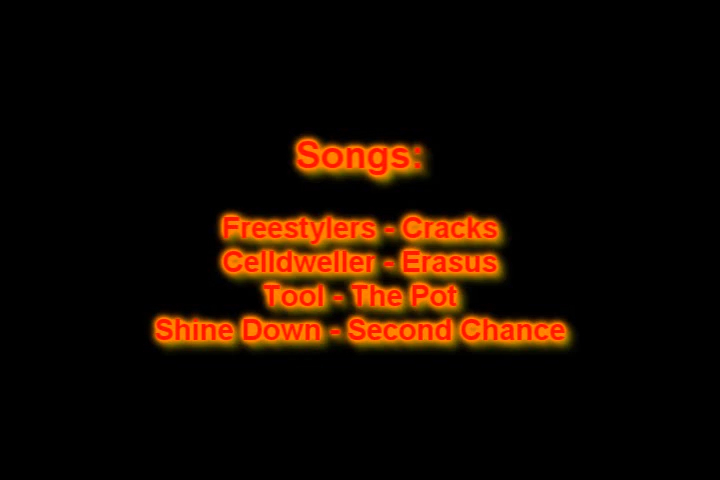 Songs:
Freestylers - Cracks
Celldweller - Erasus
Tool - The Pot
Shine Down - Second Chance